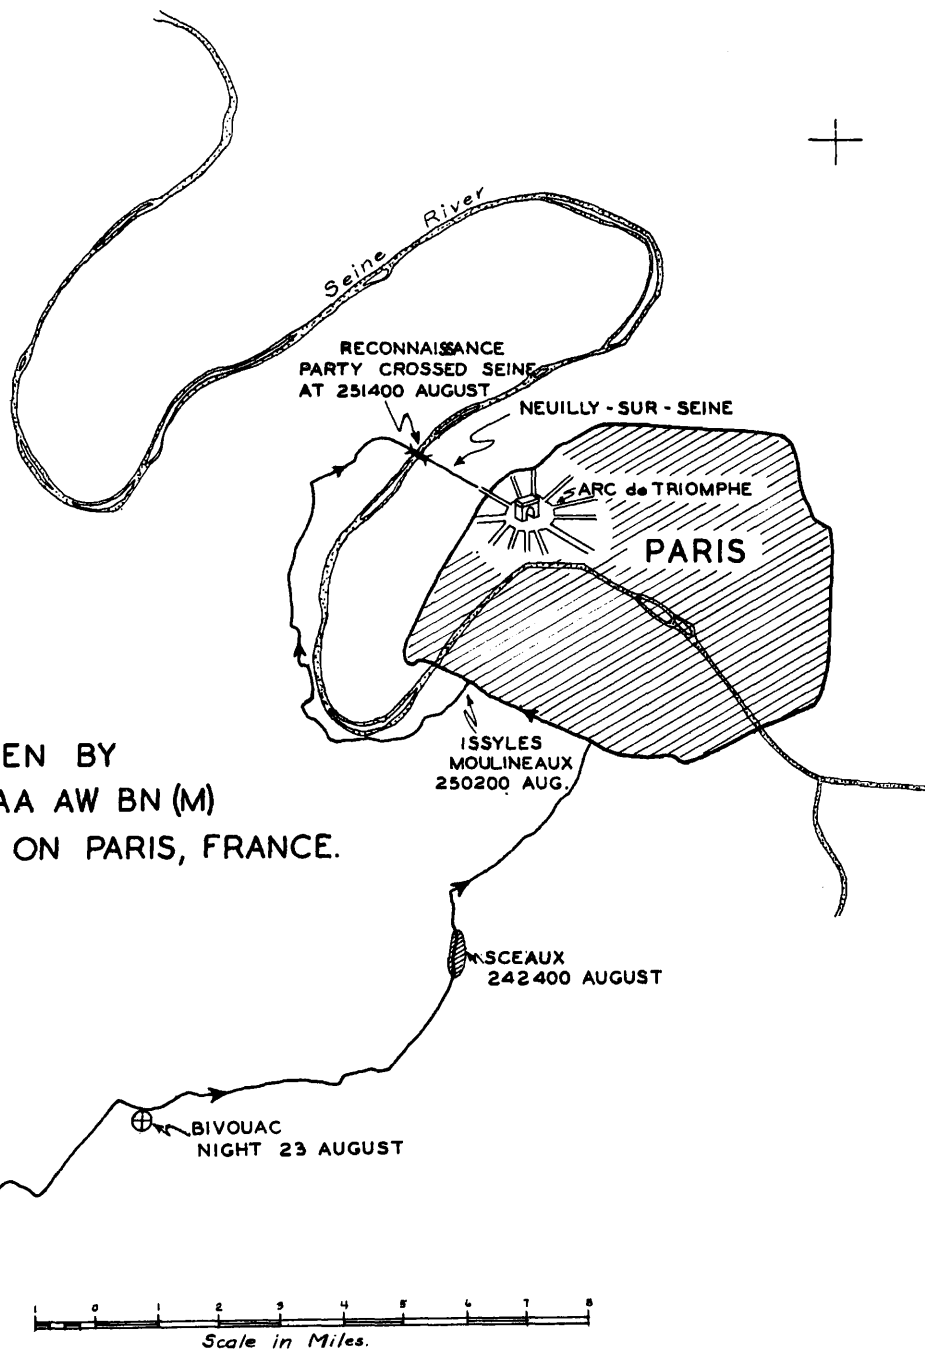 Seine River
RECONNAISSANCE
PARTY CROSSED SEINE
AT 251400 AUGUST
NEUILLY - SUR - SEINE
ARC de TRIOMPHE
PARIS
ISSYLES
MOULINEAUX
250200 AUG.
EN BY
AA AW BN (M)
ON PARIS, FRANCE.
SCEAUX
242400 AUGUST
BIVOUAC
NIGHT 23 AUGUST
1 0 1 2 3 4 5 6 7 8
Scale in Miles.